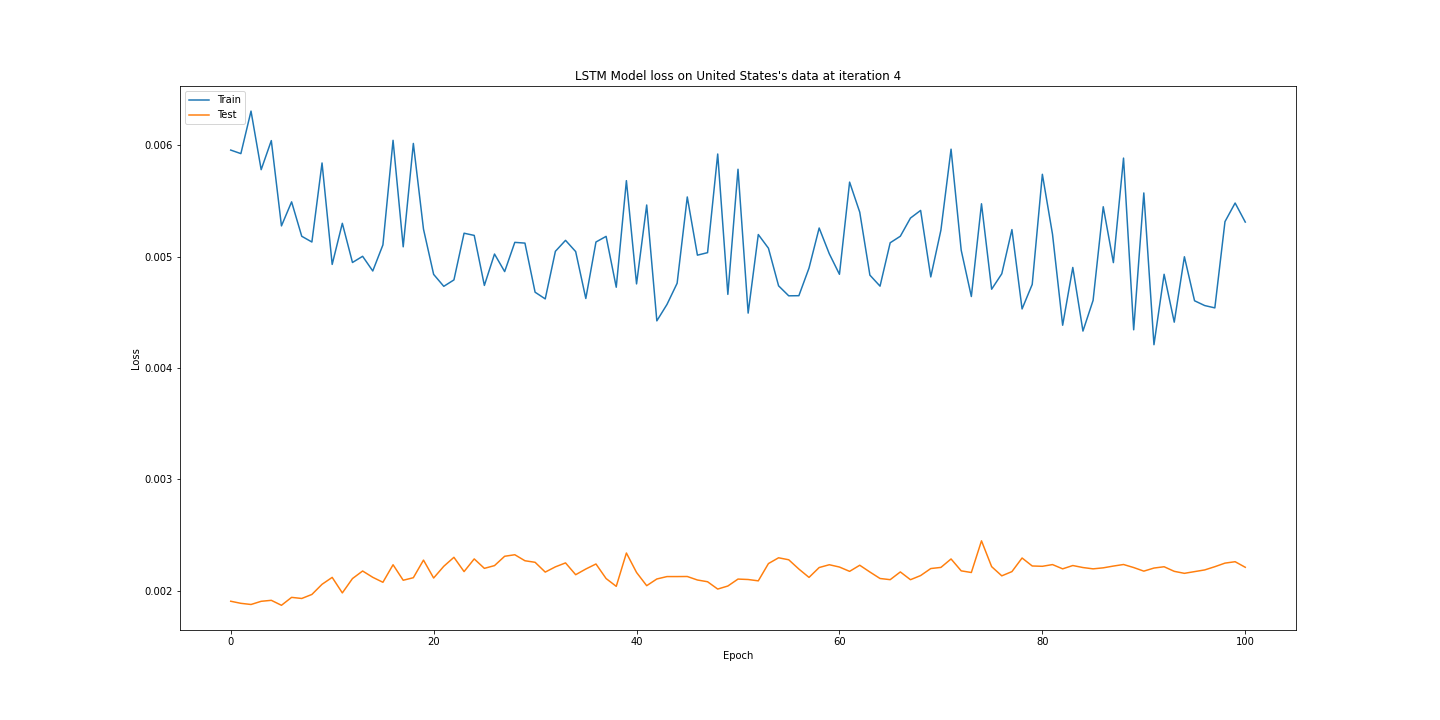 LSTM Model loss on United States's data at iteration 4
Train
Test
0.006
0.005
0.004
0.003
0.002
Loss
0 20 40 60 80 100
Epoch